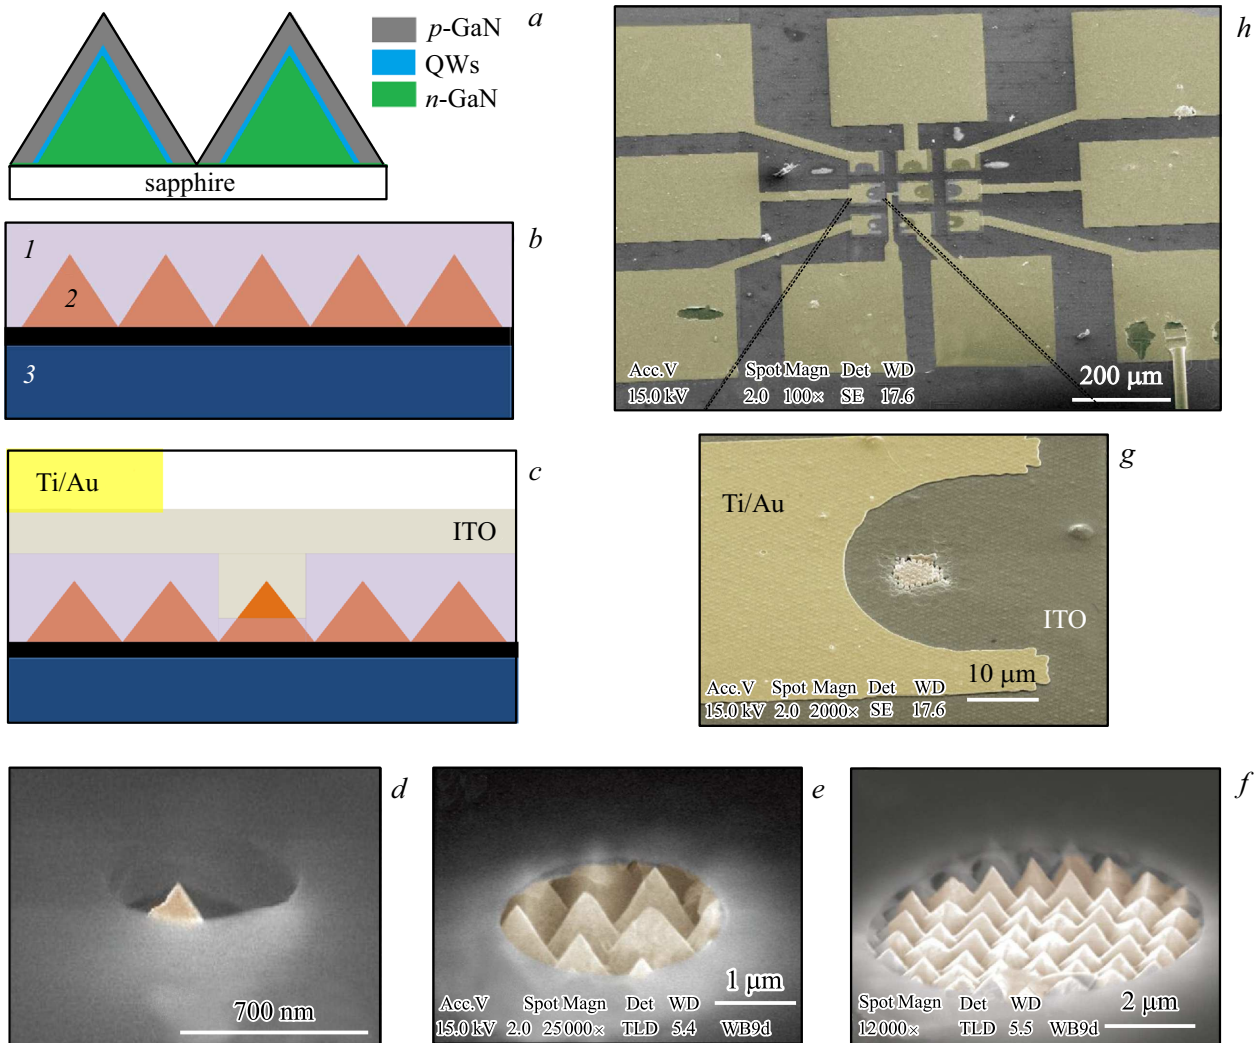 a
p-GaN
QWs
n-GaN
sapphire
b
1
2
3
c
Ti/Au
ITO
h
Acc.V Spot Magn Det WD
15.0 kV 2.0 100× SE 17.6
200 µm
g
Ti/Au
ITO
10 µm
Acc.V Spot Magn Det WD
15.0 kV 2.0 2000× SE 17.6
d
700 nm
e
1 µm
Acc.V Spot Magn Det WD
15.0 kV 2.0 25000× TLD 5.4 WB9d
f
Spot Magn Det WD
12000× TLD 5.5 WB9d
2 µm